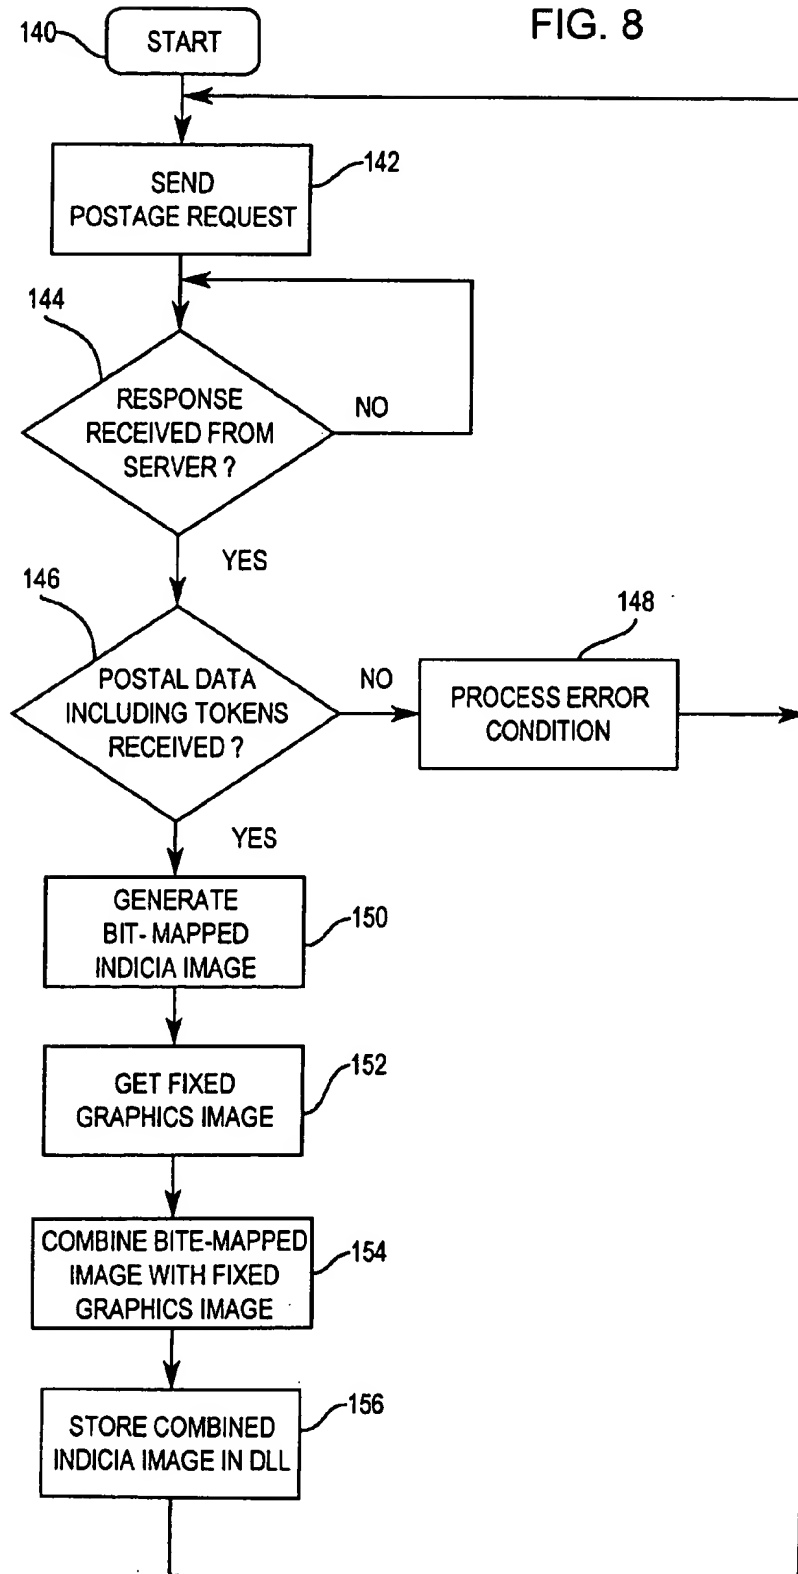 FIG. 8
140
START
142
SEND
POSTAGE REQUEST
144
RESPONSE
RECEIVED FROM
SERVER ?
NO
YES
146
POSTAL DATA
INCLUDING TOKENS
RECEIVED ?
NO
148
PROCESS ERROR
CONDITION
YES
GENERATE
BIT- MAPPED
INDICIA IMAGE
150
GET FIXED
GRAPHICS IMAGE
152
COMBINE BITE-MAPPED
IMAGE WITH FIXED
GRAPHICS IMAGE
154
STORE COMBINED
INDICIA IMAGE IN DLL
156